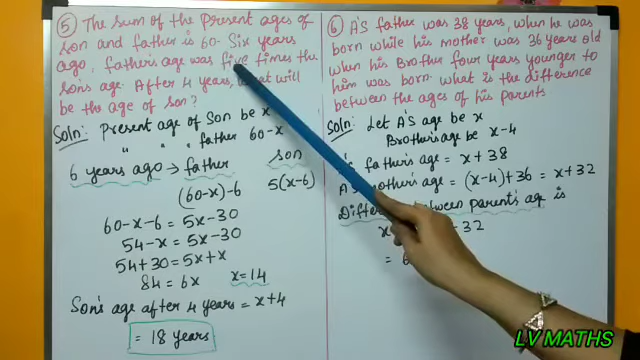 ⑤ The sum of the Present ages of
son and father is 60. Six years
ago, father's age was five times the
son's age. After 4 years, what will
be the age of son?
Soln: Present age of Son be x
" " " father 60-x
6 years ago → father son
(60-x)-6 5(x-6)
60-x-6 = 5x-30
54-x = 5x-30
54+30 = 5x+x
84 = 6x x=14
Son's age after 4 years = x+4
= 18 years
⑥ A's father was 38 years, when he was
born while his mother was 36 years old
when his Brother four years younger to
him was born. what is the difference
between the ages of his parents
Soln: Let A's age be x
Brother's age be x-4
father's age = x+38
mother's age = (x-4)+36 = x+32
between parent's age is
32
=
LV MATHS